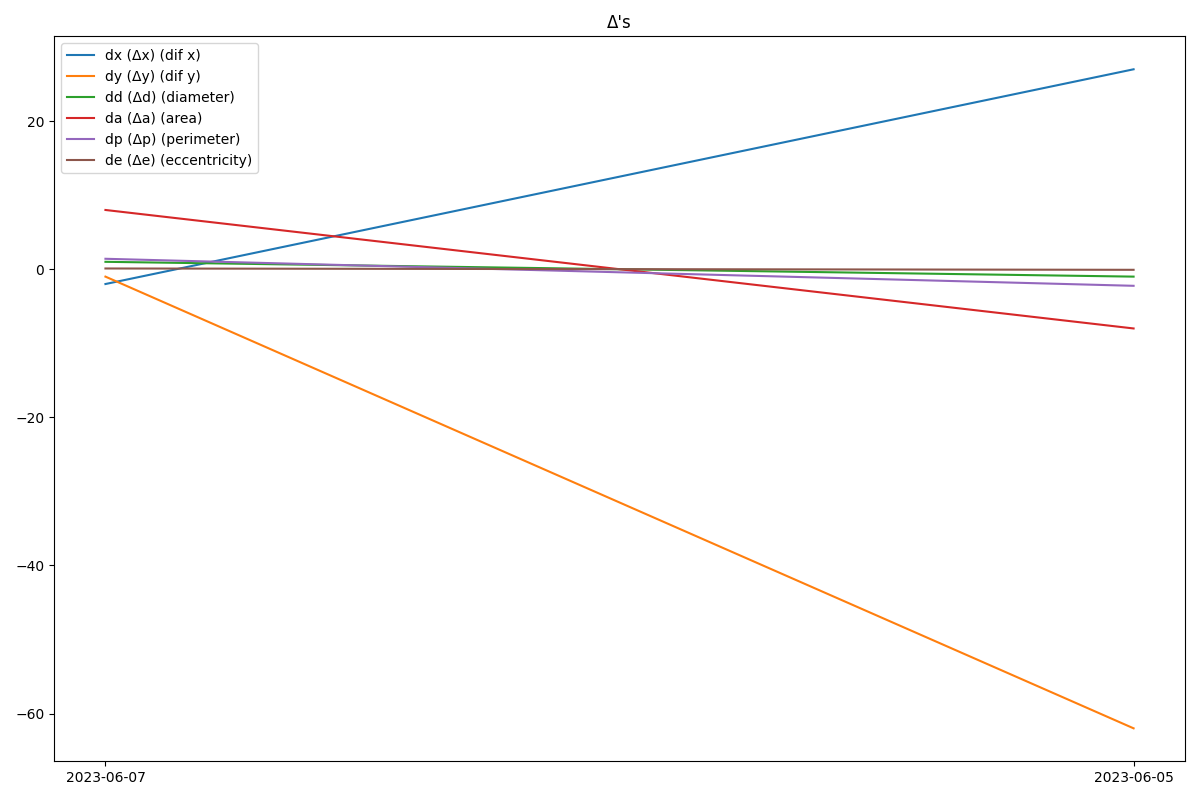 Δ's
dx (Δx) (dif x)
dy (Δy) (dif y)
dd (Δd) (diameter)
da (Δa) (area)
dp (Δp) (perimeter)
de (Δe) (eccentricity)
20
0
−20
−40
−60
2023-06-07
2023-06-05